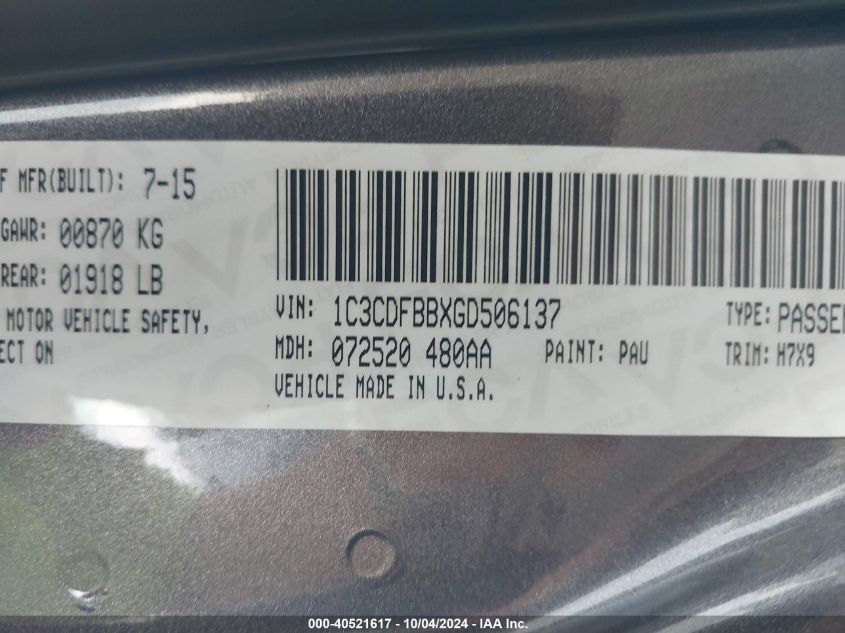 F MFR(BUILT): 7-15
GAWR: 00870 KG
REAR: 01918 LB
MOTOR VEHICLE SAFETY,
ECT ON
VIN: 1C3CDFBBXGD506137
TYPE: PASSEN
MDH: 072520 480AA
PAINT: PAU
TRIM: H7X9
VEHICLE MADE IN U.S.A.
000-40521617 - 10/04/2024 - IAA Inc.